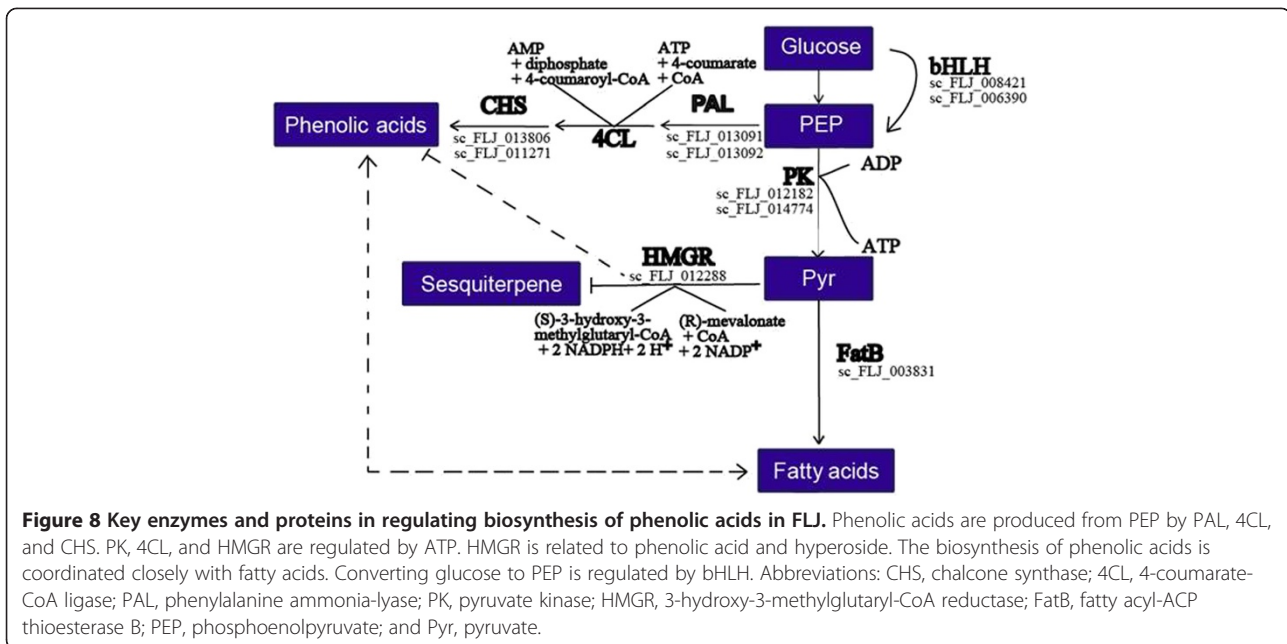 AMP
+ diphosphate
+ 4-coumaroyl-CoA
ATP
+ 4-coumarate
+ CoA
Glucose
bHLH
sc_FLJ_008421
sc_FLJ_006390
Phenolic acids
CHS
sc_FLJ_013806
sc_FLJ_011271
4CL
PAL
sc_FLJ_013091
sc_FLJ_013092
PEP
PK
sc_FLJ_012182
sc_FLJ_014774
ADP
ATP
Sesquiterpene
HMGR
sc_FLJ_012288
Pyr
(S)-3-hydroxy-3-
methylglutaryl-CoA
+ 2 NADPH+ 2 H+
(R)-mevalonate
+ CoA
+ 2 NADP+
FatB
sc_FLJ_003831
Fatty acids
Figure 8 Key enzymes and proteins in regulating biosynthesis of phenolic acids in FLJ. Phenolic acids are produced from PEP by PAL, 4CL,
and CHS. PK, 4CL, and HMGR are regulated by ATP. HMGR is related to phenolic acid and hyperoside. The biosynthesis of phenolic acids is
coordinated closely with fatty acids. Converting glucose to PEP is regulated by bHLH. Abbreviations: CHS, chalcone synthase; 4CL, 4-coumarate-
CoA ligase; PAL, phenylalanine ammonia-lyase; PK, pyruvate kinase; HMGR, 3-hydroxy-3-methylglutaryl-CoA reductase; FatB, fatty acyl-ACP
thioesterase B; PEP, phosphoenolpyruvate; and Pyr, pyruvate.